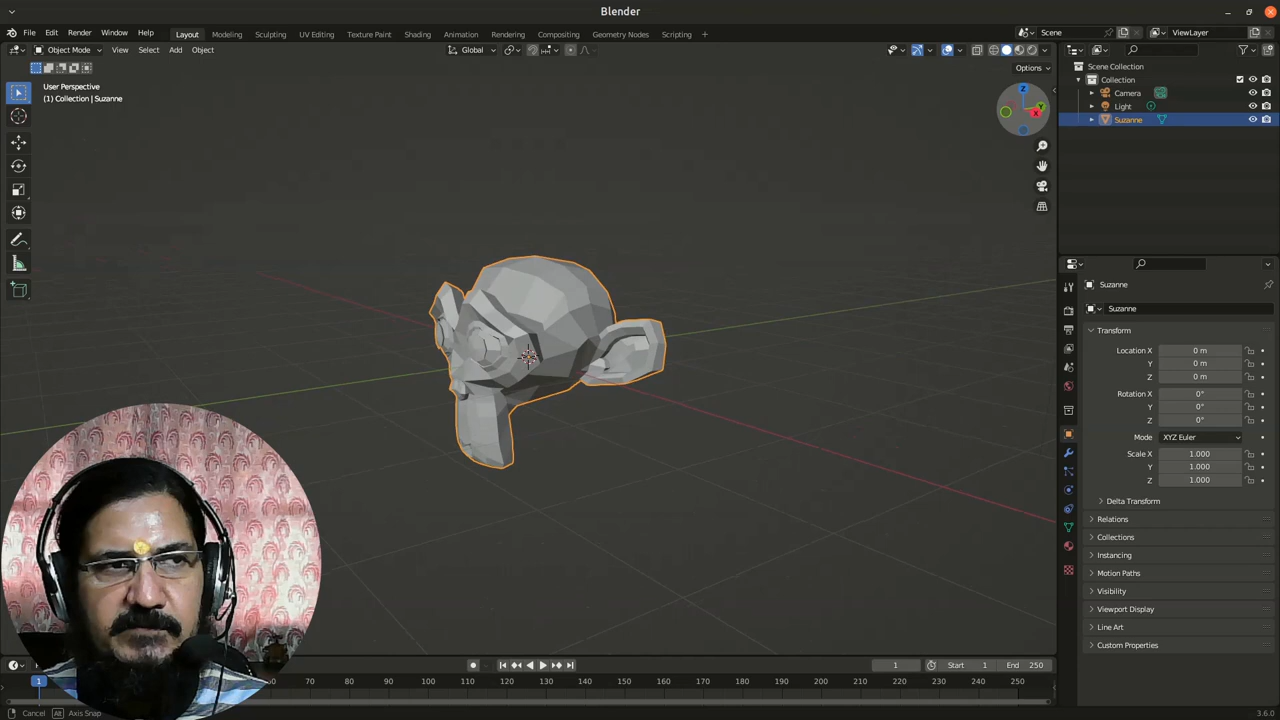 Blender
File Edit Render Window Help Layout Modeling Sculpting UV Editing Texture Paint Shading Animation Rendering Compositing Geometry Nodes Scripting + Scene ViewLayer
Object Mode View Select Add Object Global
Options
User Perspective
(1) Collection | Suzanne
Z
Y
X
Scene Collection
Collection
Camera
Light
Suzanne
Suzanne
Suzanne
Transform
Location X 0 m
Y 0 m
Z 0 m
Rotation X 0°
Y 0°
Z 0°
Mode XYZ Euler
Scale X 1.000
Y 1.000
Z 1.000
Delta Transform
Relations
Collections
Instancing
Motion Paths
Visibility
Viewport Display
Line Art
Custom Properties
1 Start 1 End 250
1 60 70 80 90 100 110 120 130 140 150 160 170 180 190 200 210 220 230 240 250
Cancel Alt Axis Snap 3.6.0